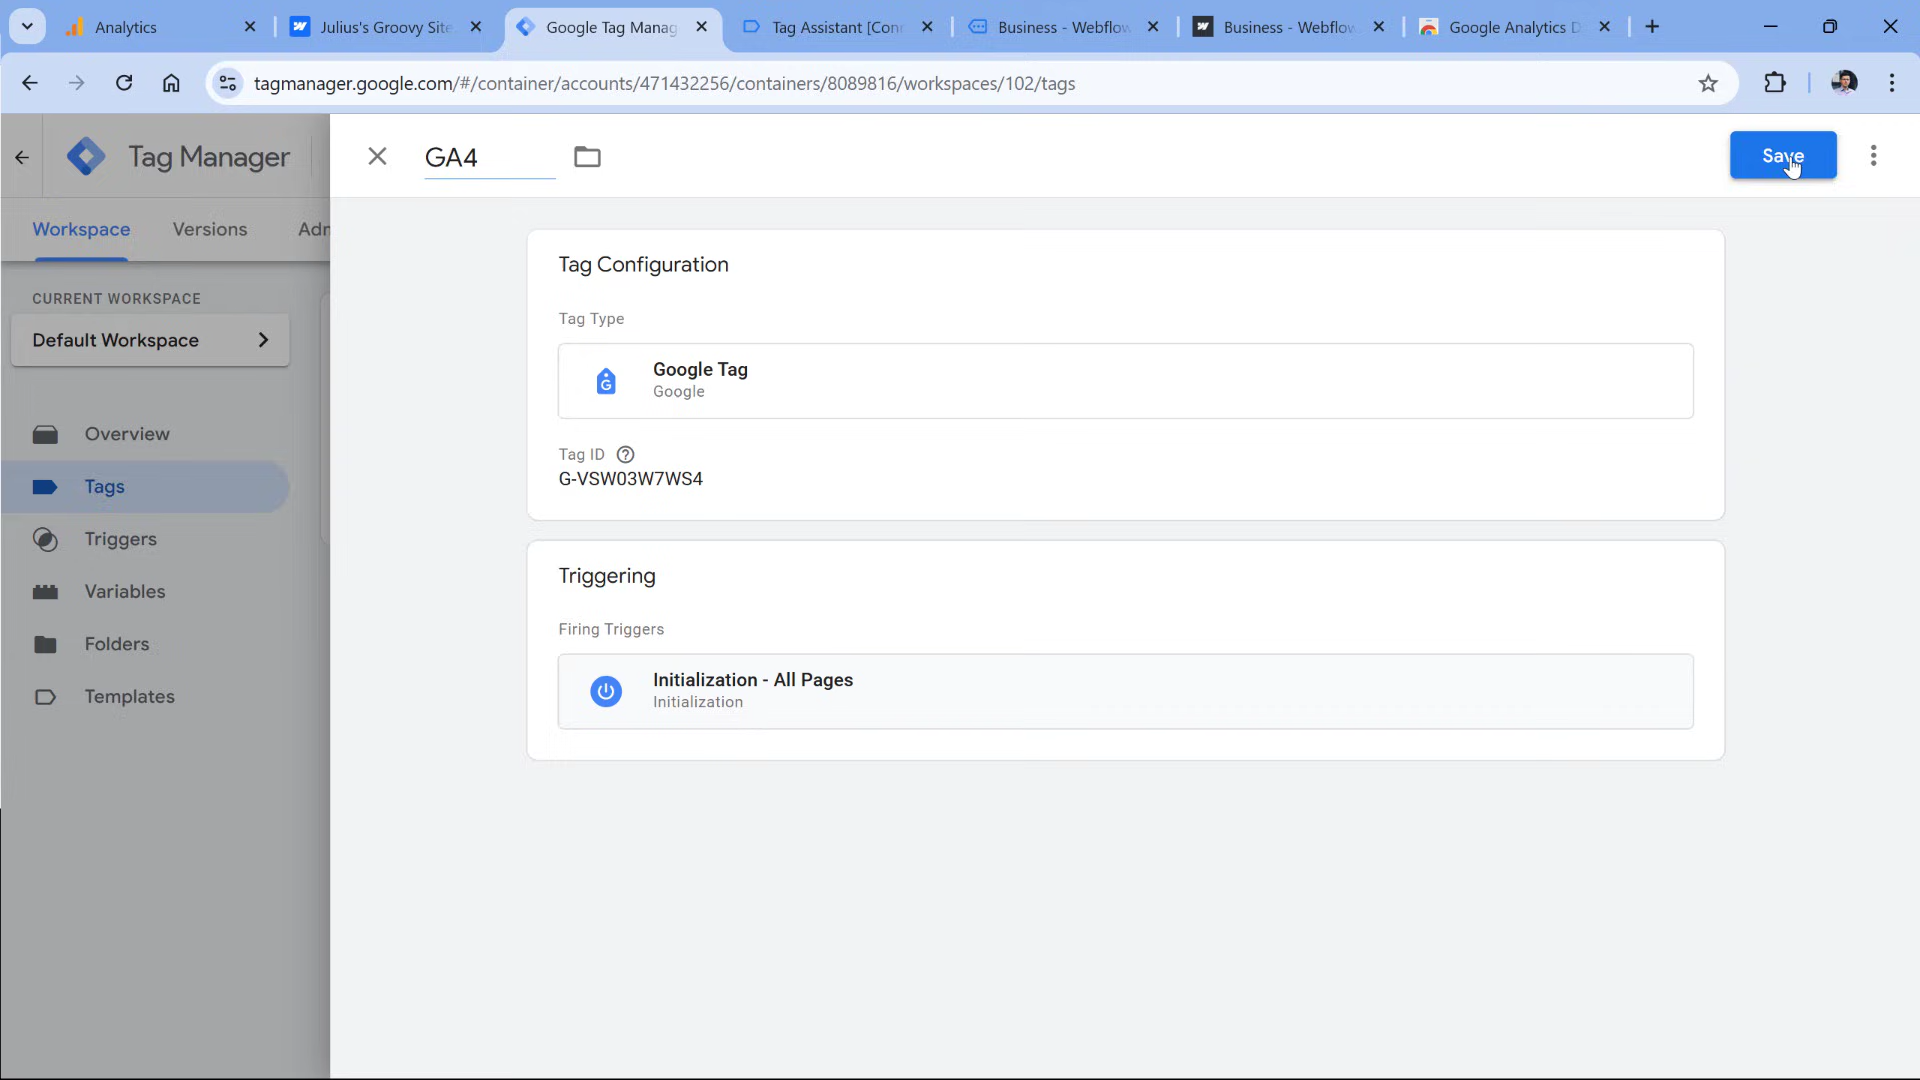 Analytics
Julius's Groovy Site
Google Tag Manag
Tag Assistant [Con
Business - Webflow
Business - Webflow
Google Analytics D
tagmanager.google.com/#/container/accounts/471432256/containers/8089816/workspaces/102/tags
Tag Manager
GA4
Save
Workspace
Versions
Adm
Tag Configuration
CURRENT WORKSPACE
Default Workspace
Tag Type
Google Tag
Google
Tag ID
G-VSW03W7WS4
Overview
Tags
Triggers
Variables
Folders
Templates
Triggering
Firing Triggers
Initialization - All Pages
Initialization